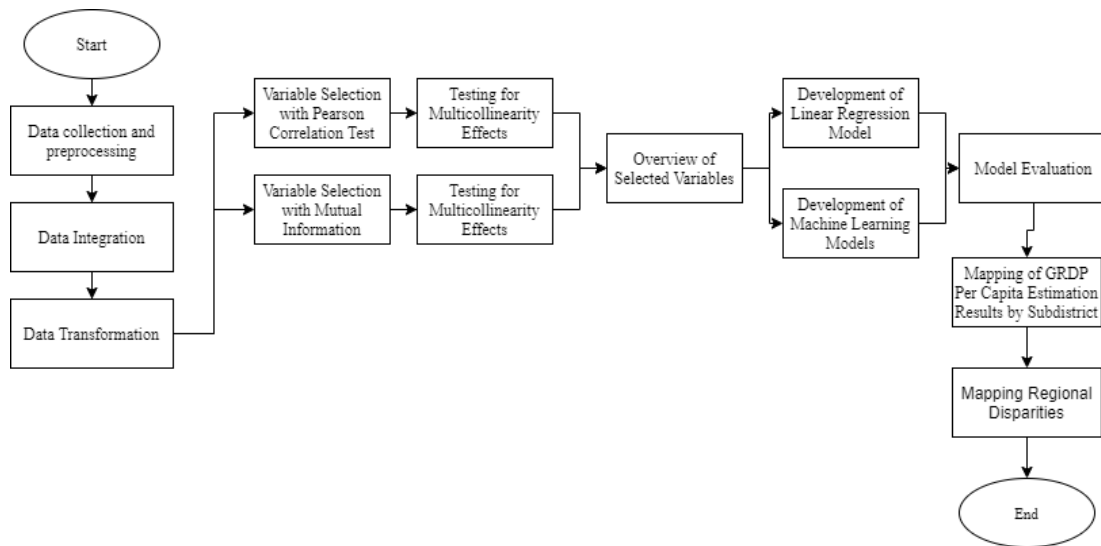 Start
Data collection and
preprocessing
Data Integration
Data Transformation
Variable Selection
with Pearson
Correlation Test
Testing for
Multicollinearity
Effects
Variable Selection
with Mutual
Information
Testing for
Multicollinearity
Effects
Overview of
Selected Variables
Development of
Linear Regression
Model
Development of
Machine Learning
Models
Model Evaluation
Mapping of GRDP
Per Capita Estimation
Results by Subdistrict
Mapping Regional
Disparities
End